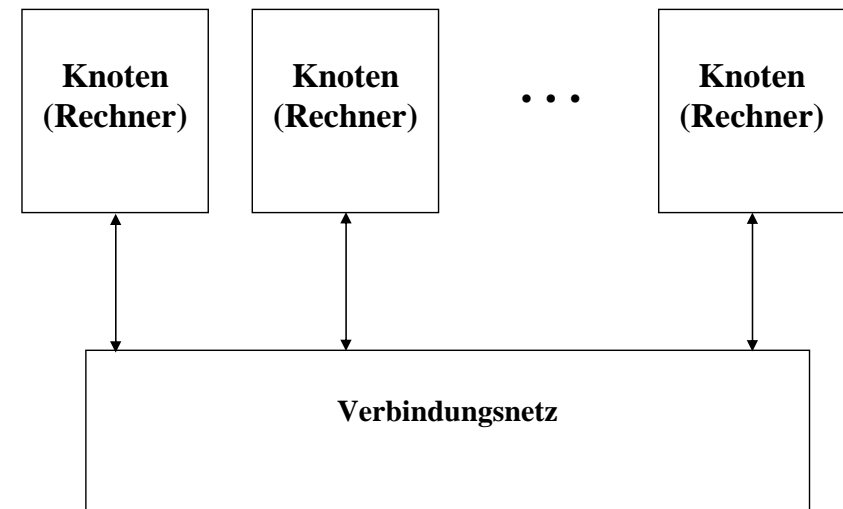 Knoten
(Rechner)
Knoten
(Rechner)
. . .
Knoten
(Rechner)
Verbindungsnetz